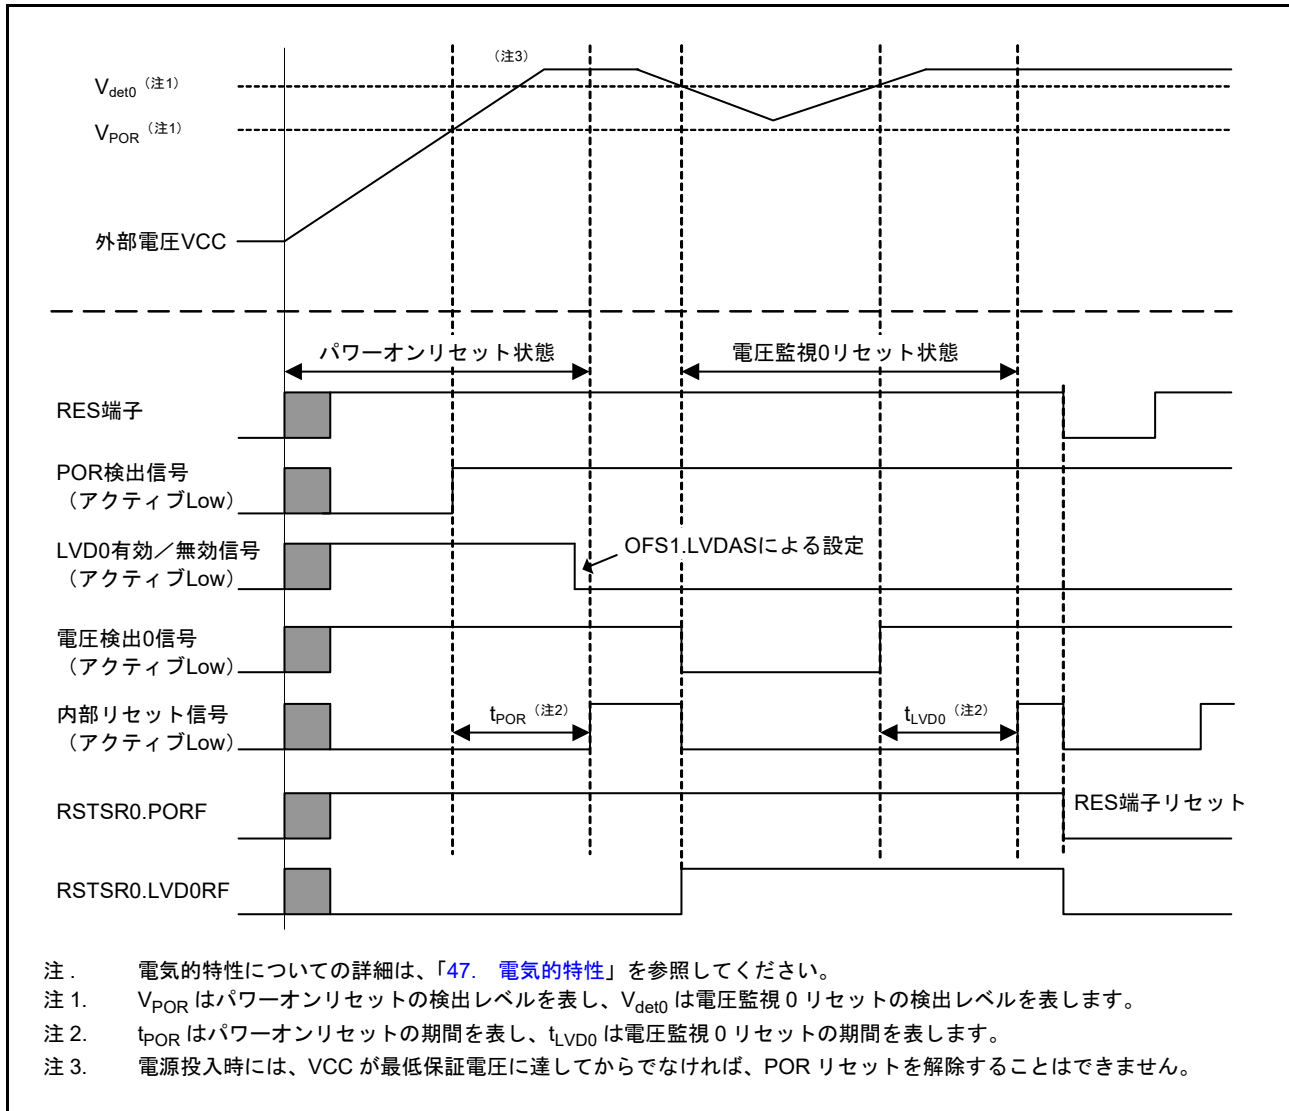 （注3）
Vdet0（注1）
VPOR（注1）
外部電圧VCC
パワーオンリセット状態
電圧監視0リセット状態
RES端子
POR検出信号
（アクティブLow）
LVD0有効／無効信号
（アクティブLow）
OFS1.LVDASによる設定
電圧検出0信号
（アクティブLow）
内部リセット信号
（アクティブLow）
tPOR（注2）
tLVD0（注2）
RSTSR0.PORF
RES端子リセット
RSTSR0.LVD0RF
注 . 電気的特性についての詳細は、「47. 電気的特性」を参照してください。
注 1. VPOR はパワーオンリセットの検出レベルを表し、Vdet0 は電圧監視 0 リセットの検出レベルを表します。
注 2. tPOR はパワーオンリセットの期間を表し、tLVD0 は電圧監視 0 リセットの期間を表します。
注 3. 電源投入時には、VCC が最低保証電圧に達してからでなければ、POR リセットを解除することはできません。